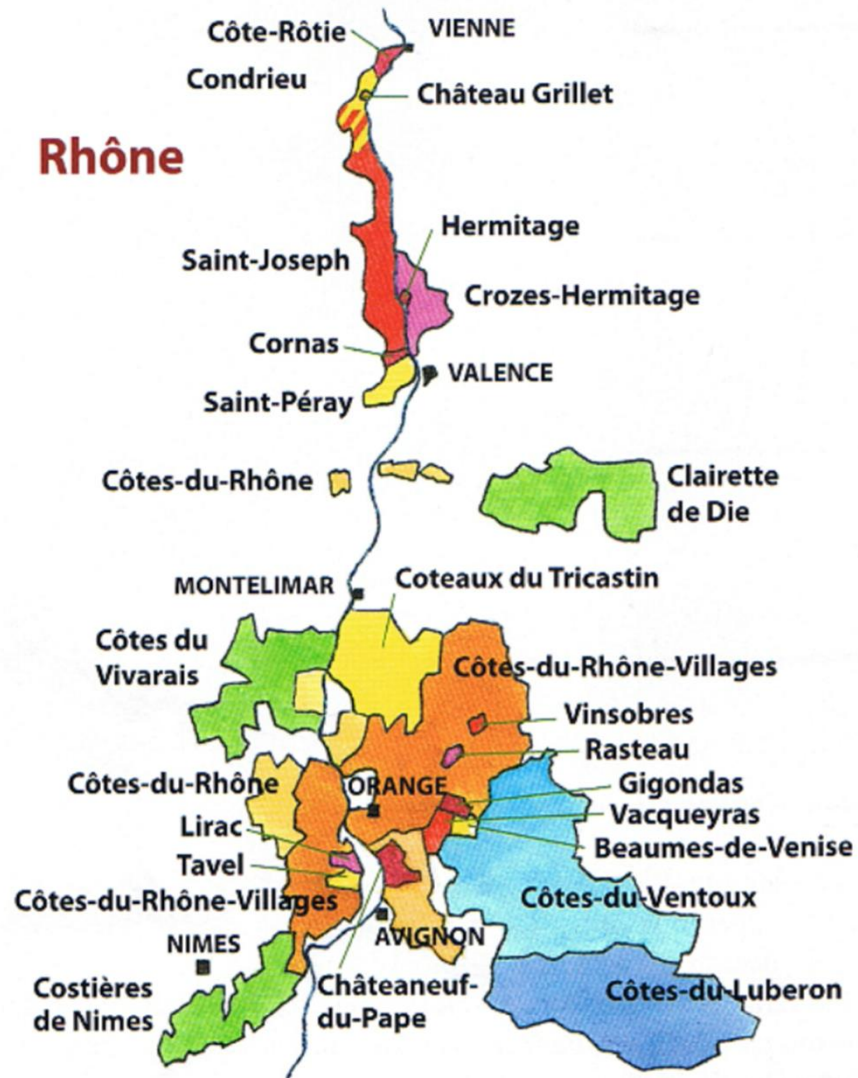 Côte-Rôtie
VIENNE
Condrieu
Château Grillet
Rhône
Hermitage
Saint-Joseph
Crozes-Hermitage
Cornas
VALENCE
Saint-Péray
Côtes-du-Rhône
Clairette
de Die
MONTELIMAR
Coteaux du Tricastin
Côtes du
Vivarais
Côtes-du-Rhône-Villages
Vinsobres
Rasteau
Côtes-du-Rhône
ORANGE
Gigondas
Vacqueyras
Lirac
Beaumes-de-Venise
Tavel
Côtes-du-Rhône-Villages
Côtes-du-Ventoux
NIMES
AVIGNON
Costières
de Nimes
Châteaneuf-
du-Pape
Côtes-du-Luberon